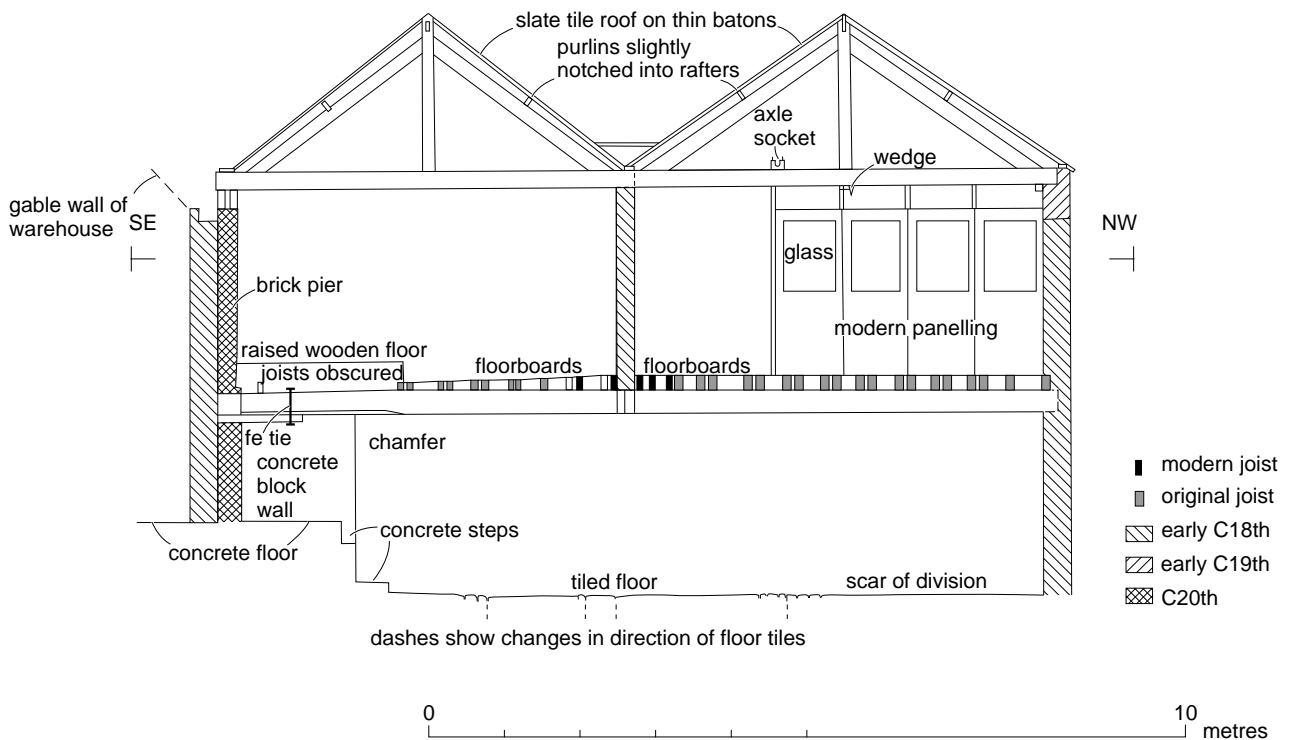 slate tile roof on thin batons
purlins slightly
notched into rafters
axle
socket
wedge
gable wall of
warehouse
SE
NW
glass
brick pier
modern panelling
raised wooden floor
joists obscured
floorboards
floorboards
fe tie
concrete
block
wall
chamfer
modern joist
original joist
early C18th
early C19th
C20th
concrete steps
concrete floor
tiled floor
scar of division
dashes show changes in direction of floor tiles
0
10
metres